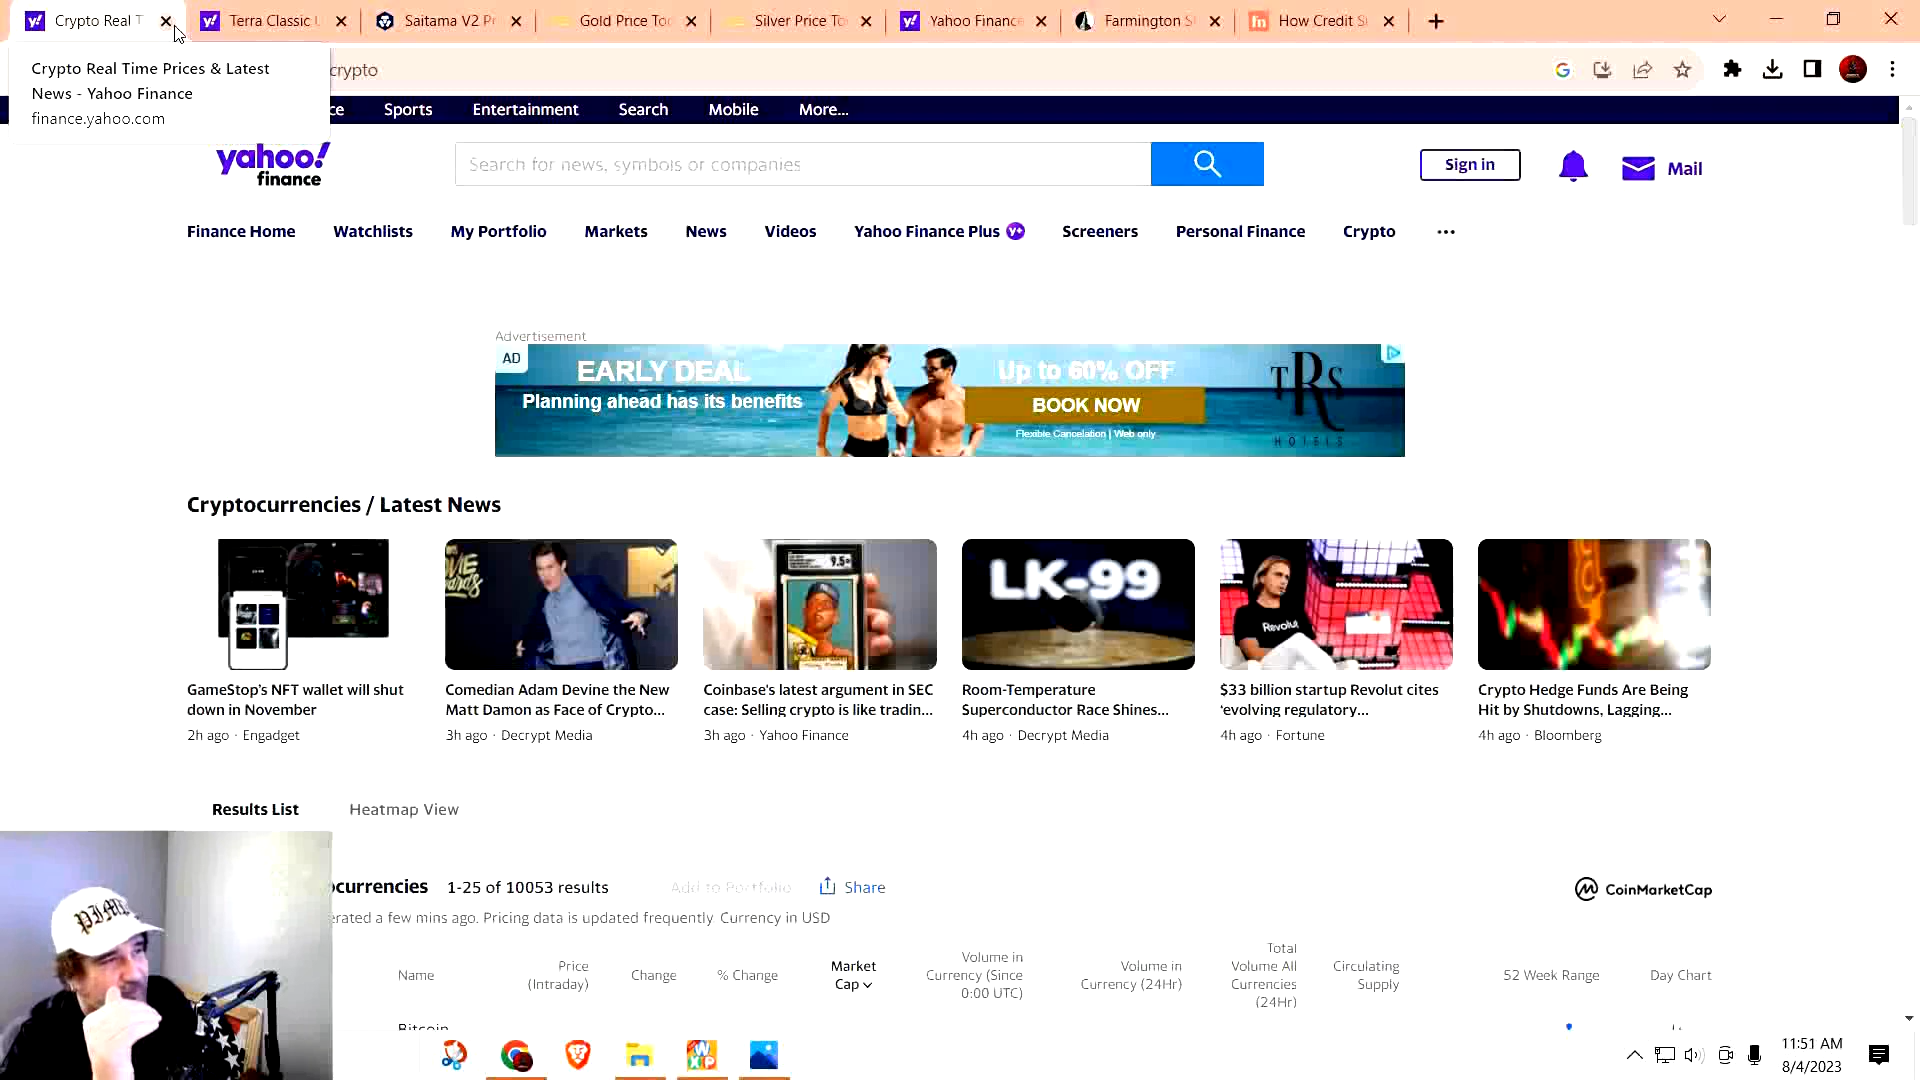 Crypto Real T
Terra Classic U
Saitama V2 Pr
Gold Price Tod
Silver Price To
Yahoo Finance
Farmington S
How Credit S
Crypto Real Time Prices & Latest
News - Yahoo Finance
finance.yahoo.com
crypto
ce
Sports
Entertainment
Search
Mobile
More...
yahoo!
finance
Search for news, symbols or companies
Sign in
Mail
Finance Home
Watchlists
My Portfolio
Markets
News
Videos
Yahoo Finance Plus
Screeners
Personal Finance
Crypto
...
Advertisement
AD
EARLY DEAL
Planning ahead has its benefits
Up to 60% OFF
BOOK NOW
Flexible Cancelation | Web only
TRS
HOTELS
Cryptocurrencies / Latest News
9.5
LK-99
Revolut
GameStop's NFT wallet will shut
down in November
2h ago · Engadget
Comedian Adam Devine the New
Matt Damon as Face of Crypto...
3h ago · Decrypt Media
Coinbase's latest argument in SEC
case: Selling crypto is like tradin...
3h ago · Yahoo Finance
Room-Temperature
Superconductor Race Shines...
4h ago · Decrypt Media
$33 billion startup Revolut cites
'evolving regulatory...
4h ago · Fortune
Crypto Hedge Funds Are Being
Hit by Shutdowns, Lagging...
4h ago · Bloomberg
Results List
Heatmap View
ocurrencies
1-25 of 10053 results
Add to Portfolio
Share
CoinMarketCap
erated a few mins ago. Pricing data is updated frequently Currency in USD
Name
Price
(Intraday)
Change
% Change
Market
Cap
Volume in
Currency (Since
0:00 UTC)
Volume in
Currency (24Hr)
Total
Volume All
Currencies
(24Hr)
Circulating
Supply
52 Week Range
Day Chart
Bitcoin
11:51 AM
8/4/2023